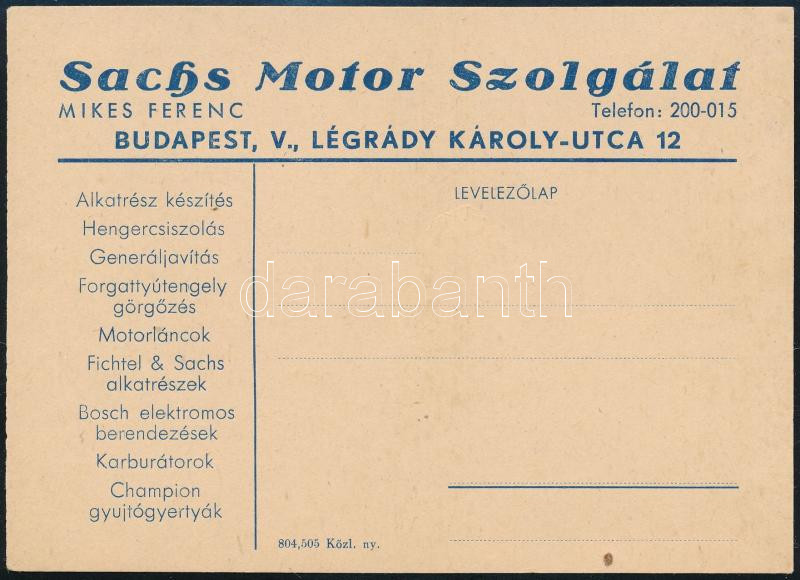 Sachs Motor Szolgálat
MIKES FERENC
Telefon: 200-015
BUDAPEST, V., LÉGRÁDY KÁROLY-UTCA 12
Alkatrész készítés
Hengercsiszolás
Generáljavítás
Forgattyútengely
görgőzés
Motorláncok
Fichtel & Sachs
alkatrészek
Bosch elektromos
berendezések
Karburátorok
Champion
gyujtógyertyák
LEVELEZŐLAP
darabanth
804,505 Közl. ny.